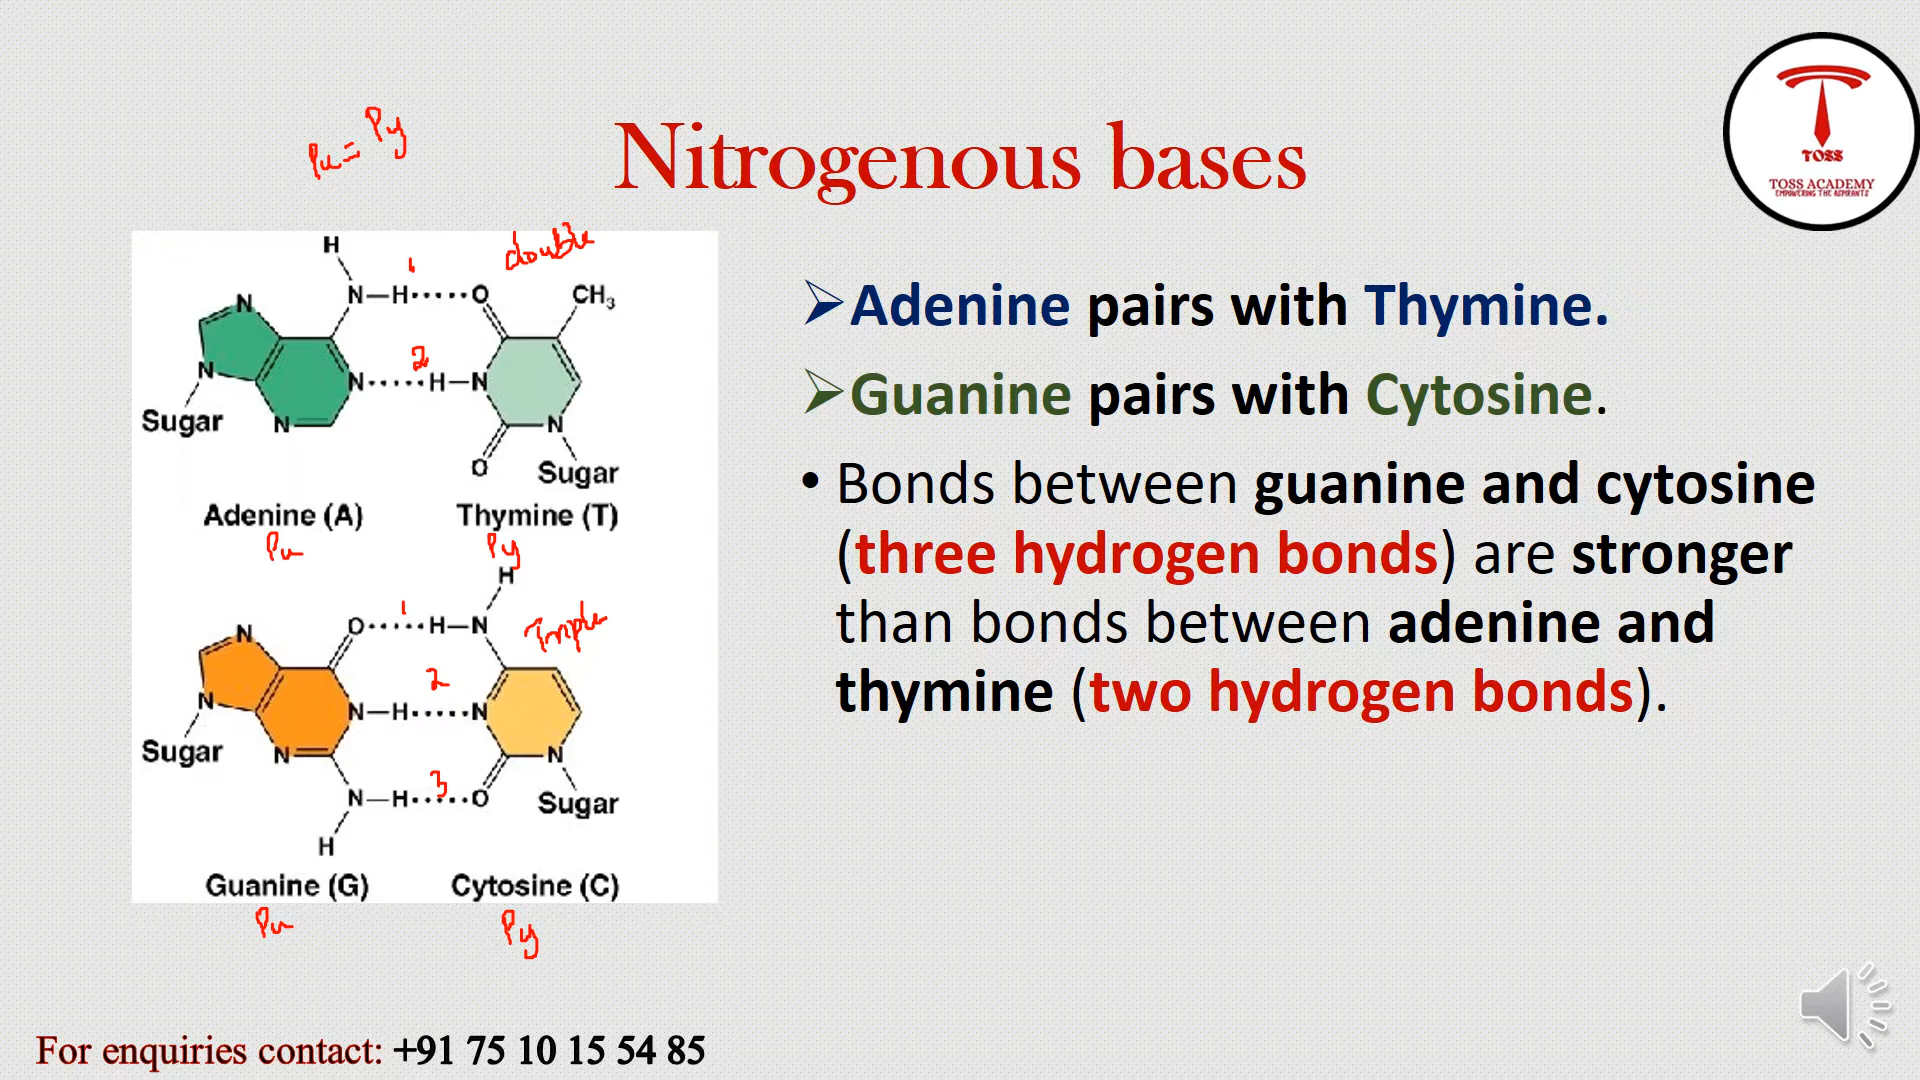 Pu = Py
Nitrogenous bases
TOSS
TOSS ACADEMY
EMPOWERING THE ASPIRANTS
double
H
1
N H O CH3
N
2
N N H N
Sugar N N
O Sugar
Adenine (A) Thymine (T)
Pu Py
H
1
O H N Triple
N
2
N N H N
Sugar N N
3
N H O Sugar
H
Guanine (G) Cytosine (C)
Pu Py
➢Adenine pairs with Thymine.
➢Guanine pairs with Cytosine.
• Bonds between guanine and cytosine
(three hydrogen bonds) are stronger
than bonds between adenine and
thymine (two hydrogen bonds).
For enquiries contact: +91 75 10 15 54 85